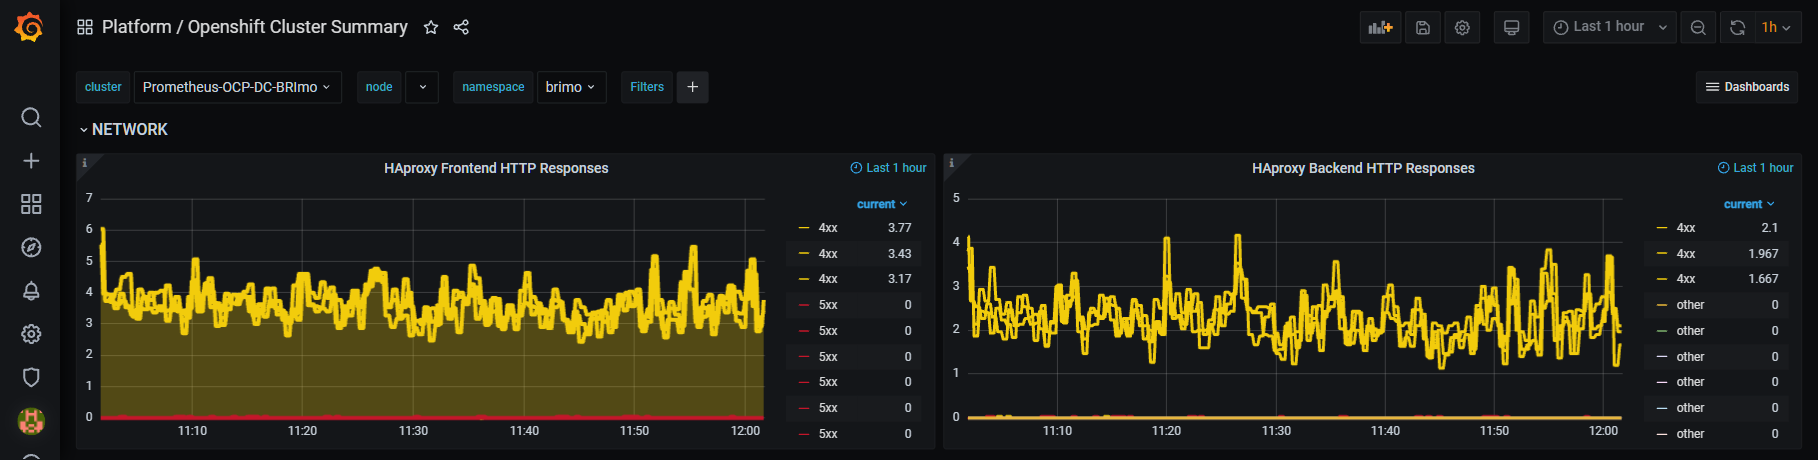 Platform / Openshift Cluster Summary
Last 1 hour
1h
cluster
Prometheus-OCP-DC-BRImo
node
namespace
brimo
Filters
+
Dashboards
NETWORK
i
HAproxy Frontend HTTP Responses
Last 1 hour
7
6
5
4
3
2
1
0
11:10
11:20
11:30
11:40
11:50
12:00
current
4xx 3.77
4xx 3.43
4xx 3.17
5xx 0
5xx 0
5xx 0
5xx 0
5xx 0
5xx 0
i
HAproxy Backend HTTP Responses
Last 1 hour
5
4
3
2
1
0
11:10
11:20
11:30
11:40
11:50
12:00
current
4xx 2.1
4xx 1.967
4xx 1.667
other 0
other 0
other 0
other 0
other 0
other 0